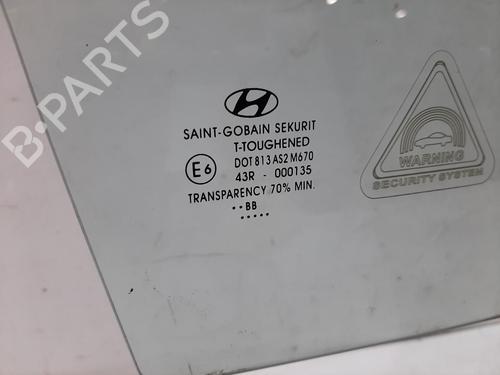 B-PARTS
SAINT-GOBAIN SEKURIT
T-TOUGHENED
E6 DOT 813 AS2 M670
43R - 000135
TRANSPARENCY 70% MIN.
••BB
•••••
WARNING
SECURITY SYSTEM